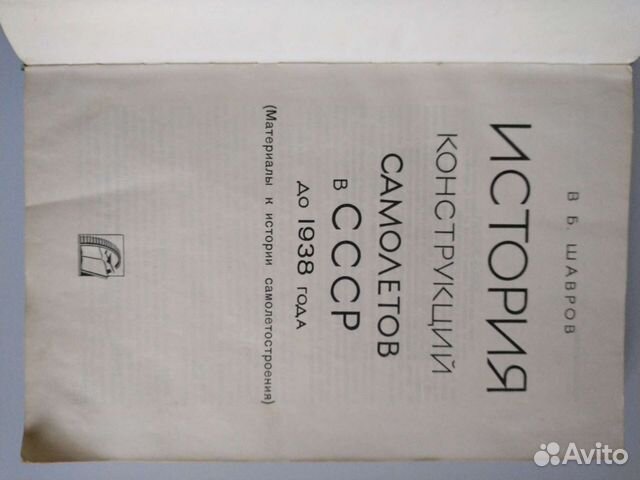 В Б. ШАВРОВ
ИСТОРИЯ
КОНСТРУКЦИЙ
САМОЛЕТОВ
В СССР
ДО 1938 ГОДА
(Материалы к истории самолетостроения)
Avito